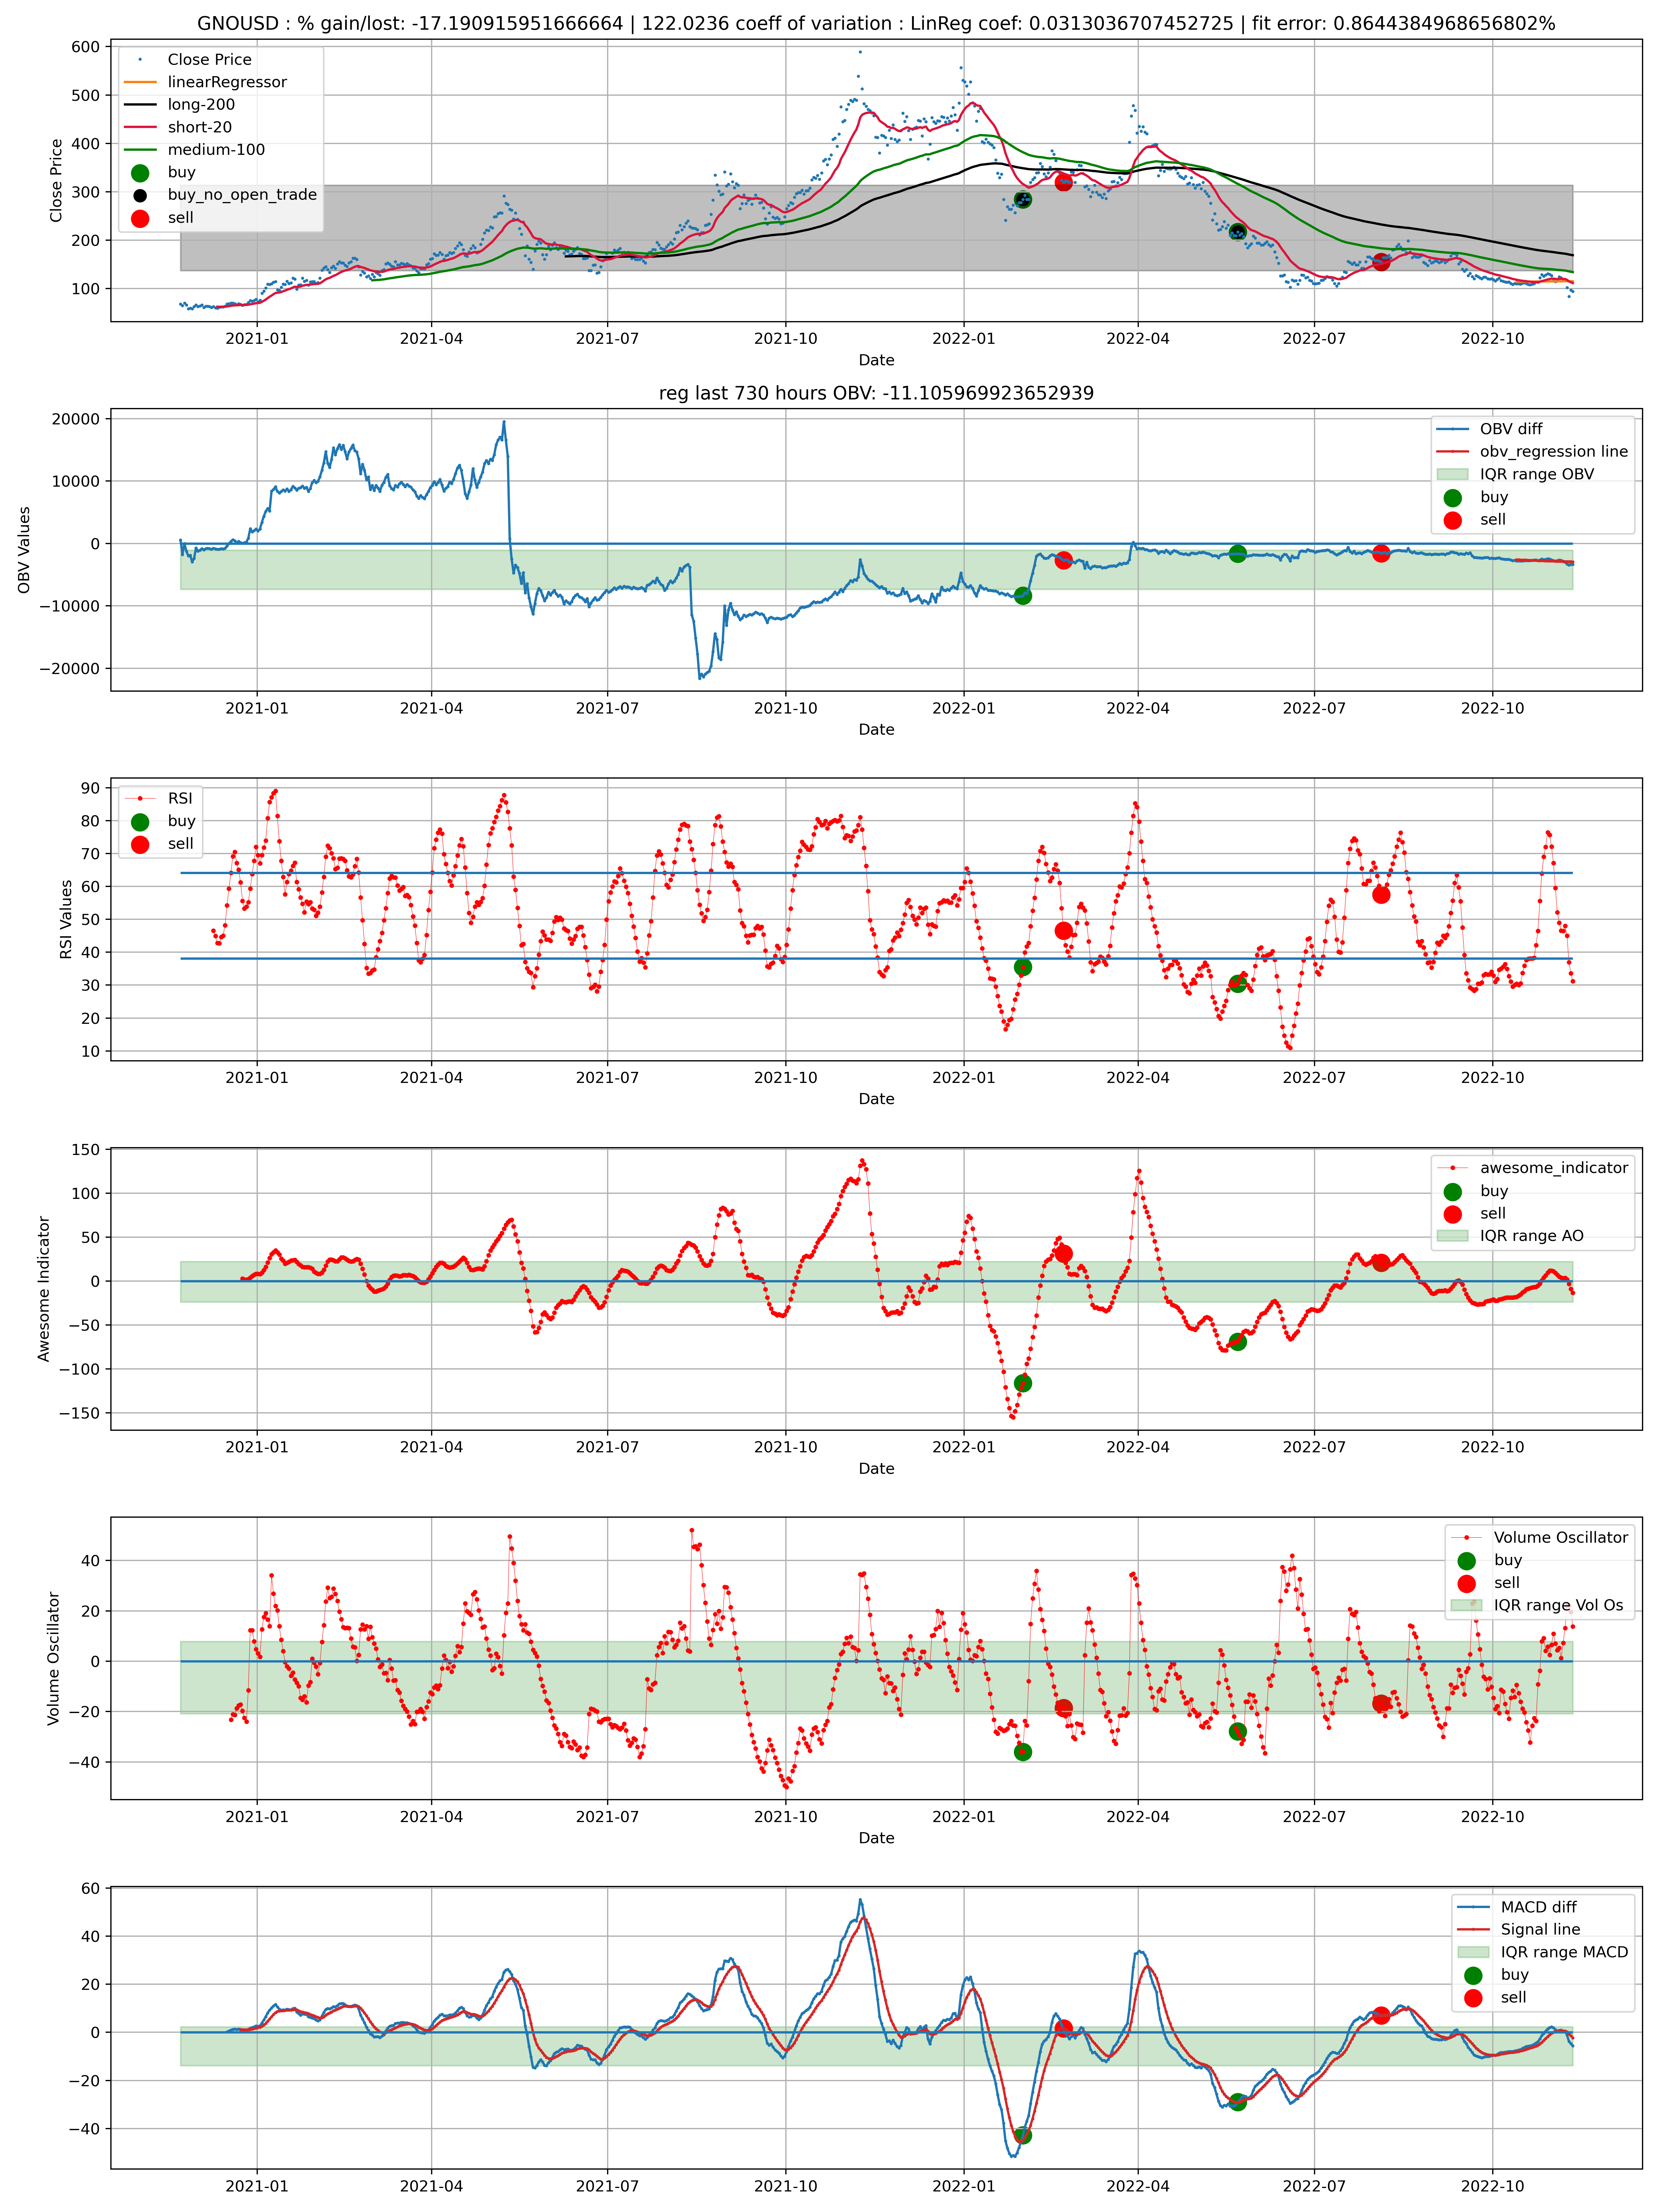 GNOUSD : % gain/lost: -17.190915951666664 | 122.0236 coeff of variation : LinReg coef: 0.0313036707452725 | fit error: 0.8644384968656802%
600
500
400
300
200
100
Close Price
Close Price
linearRegressor
long-200
short-20
medium-100
buy
buy_no_open_trade
sell
2021-01 2021-04 2021-07 2021-10 2022-01 2022-04 2022-07 2022-10
Date
reg last 730 hours OBV: -11.105969923652939
20000
10000
0
−10000
−20000
OBV Values
OBV diff
obv_regression line
IQR range OBV
buy
sell
2021-01 2021-04 2021-07 2021-10 2022-01 2022-04 2022-07 2022-10
Date
90
80
70
60
50
40
30
20
10
RSI Values
RSI
buy
sell
2021-01 2021-04 2021-07 2021-10 2022-01 2022-04 2022-07 2022-10
Date
150
100
50
0
−50
−100
−150
Awesome Indicator
awesome_indicator
buy
sell
IQR range AO
2021-01 2021-04 2021-07 2021-10 2022-01 2022-04 2022-07 2022-10
Date
40
20
0
−20
−40
Volume Oscillator
Volume Oscillator
buy
sell
IQR range Vol Os
2021-01 2021-04 2021-07 2021-10 2022-01 2022-04 2022-07 2022-10
Date
60
40
20
0
−20
−40
MACD diff
Signal line
IQR range MACD
buy
sell
2021-01 2021-04 2021-07 2021-10 2022-01 2022-04 2022-07 2022-10